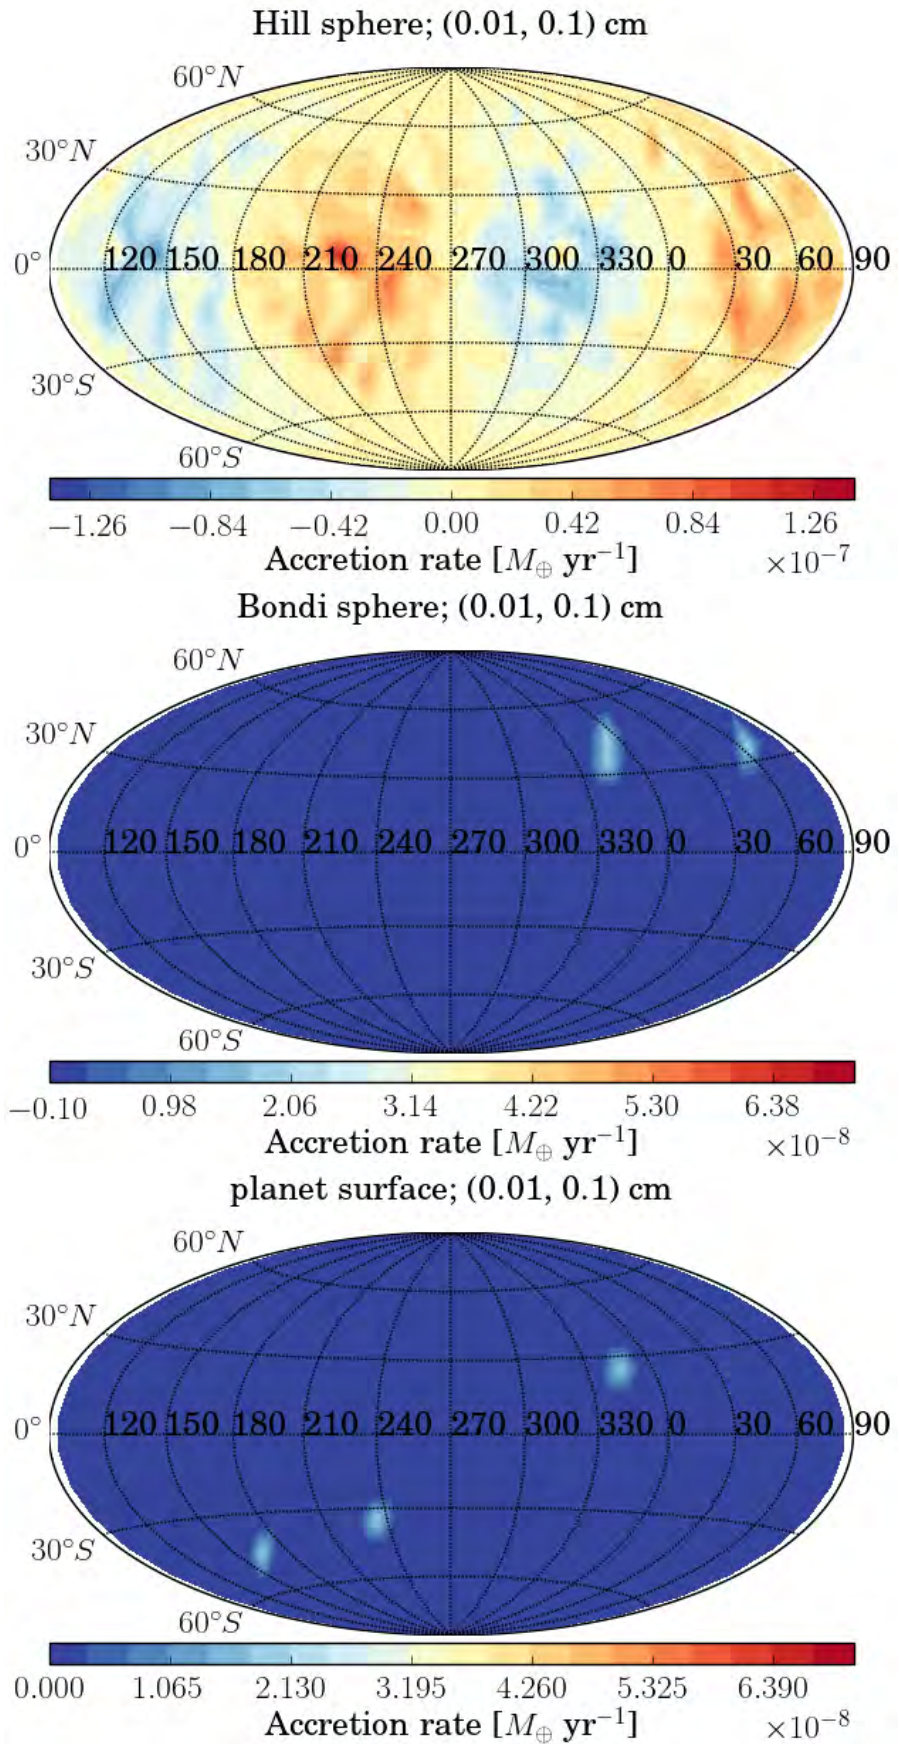 Hill sphere; (0.01, 0.1) cm
60°N
30°N
0° 120 150 180 210 240 270 300 330 0 30 60 90
30°S
60°S
−1.26 −0.84 −0.42 0.00 0.42 0.84 1.26
Accretion rate [M⊕ yr−1] ×10−7
Bondi sphere; (0.01, 0.1) cm
60°N
30°N
0° 120 150 180 210 240 270 300 330 0 30 60 90
30°S
60°S
−0.10 0.98 2.06 3.14 4.22 5.30 6.38
Accretion rate [M⊕ yr−1] ×10−8
planet surface; (0.01, 0.1) cm
60°N
30°N
0° 120 150 180 210 240 270 300 330 0 30 60 90
30°S
60°S
0.000 1.065 2.130 3.195 4.260 5.325 6.390
Accretion rate [M⊕ yr−1] ×10−8